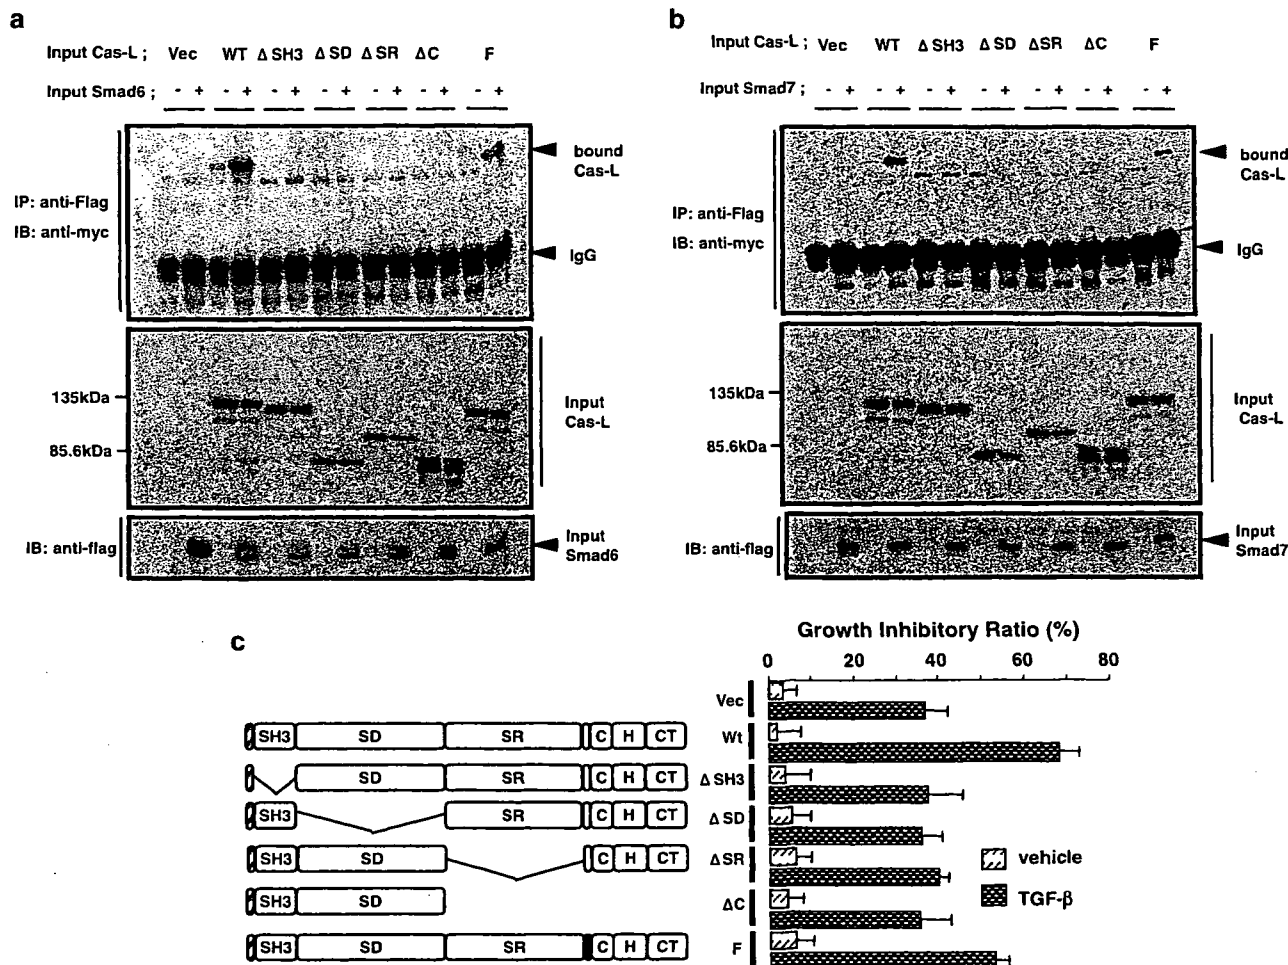 a
Input Cas-L ; Vec WT Δ SH3 Δ SD Δ SR ΔC F
Input Smad6 ; - + - + - + - + - + - + - +
bound
Cas-L
IP: anti-Flag
IB: anti-myc
IgG
135kDa
85.6kDa
Input
Cas-L
IB: anti-flag
Input
Smad6
b
Input Cas-L ; Vec WT Δ SH3 Δ SD ΔSR ΔC F
Input Smad7 ; - + - + - + - + - + - + - +
bound
Cas-L
IP: anti-Flag
IB: anti-myc
IgG
135kDa
85.6kDa
Input
Cas-L
IB: anti-flag
Input
Smad7
c
Growth Inhibitory Ratio (%)
0 20 40 60 80
SH3 SD SR C H CT
SD SR C H CT
SH3 SR C H CT
SH3 SD C H CT
SH3 SD
SH3 SD SR C H CT
Vec
Wt
Δ SH3
Δ SD
ΔSR
ΔC
F
vehicle
TGF-β